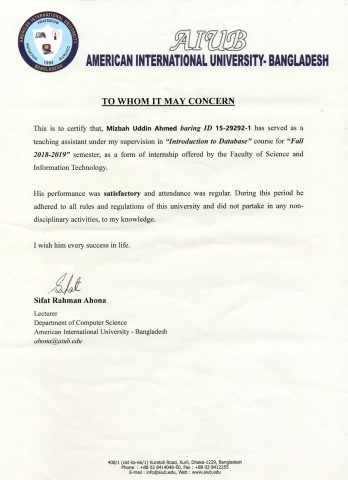 AMERICAN INTERNATIONAL UNIVERSITY
BANGLADESH
1994
AIUB
AMERICAN INTERNATIONAL UNIVERSITY- BANGLADESH
TO WHOM IT MAY CONCERN
This is to certify that, Mizbah Uddin Ahmed baring ID 15-29292-1 has served as a
teaching assistant under my supervision in "Introduction to Database" course for "Fall
2018-2019" semester, as a form of internship offered by the Faculty of Science and
Information Technology.
His performance was satisfactory and attendance was regular. During this period he
adhered to all rules and regulations of this university and did not partake in any non-
disciplinary activities, to my knowledge.
I wish him every success in life.
Sifat
Sifat Rahman Ahona
Lecturer
Department of Computer Science
American International University - Bangladesh
ahona@aiub.edu
408/1 (old Ka-66/1) Kuratoli Road, Kuril, Dhaka-1229, Bangladesh
Phone : +88 02 8414046-50, Fax : +88 02 8412255
E-mail : info@aiub.edu, Web : www.aiub.edu